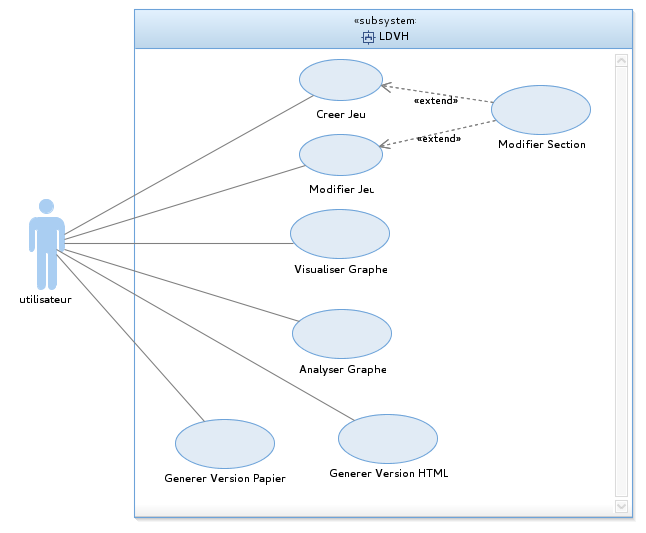 «subsystem»
LDVH
Creer Jeu
«extend»
Modifier Section
«extend»
Modifier Jeu
Visualiser Graphe
utilisateur
Analyser Graphe
Generer Version Papier
Generer Version HTML